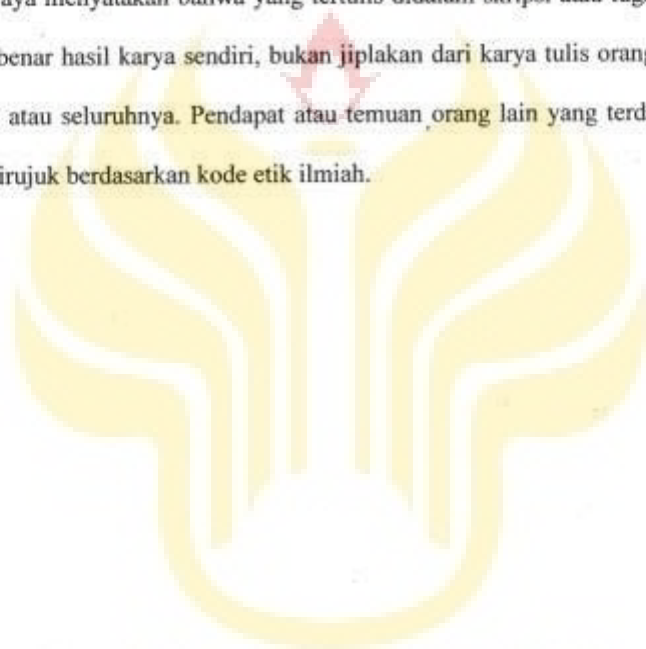 menyatakan bahwa yang tertulis didalam skripsi atau
benar hasil karya sendiri, bukan jiplakan dari karya tulis orang
atau seluruhnya. Pendapat atau temuan orang lain yang terd
irujuk berdasarkan kode etik ilmiah.